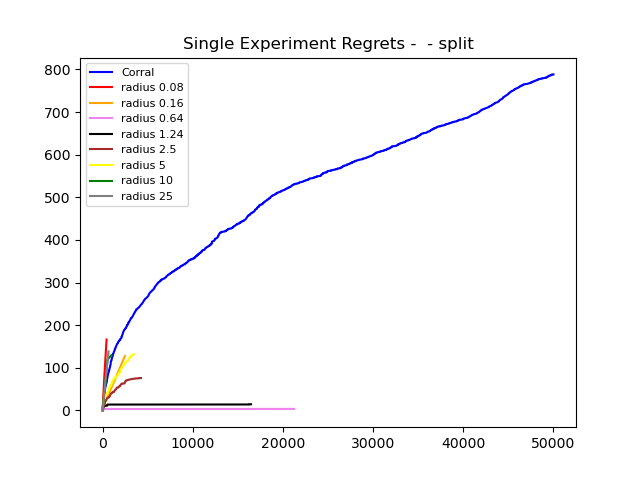 Single Experiment Regrets -  - split
Corral
radius 0.08
radius 0.16
radius 0.64
radius 1.24
radius 2.5
radius 5
radius 10
radius 25
800
700
600
500
400
300
200
100
0
0 10000 20000 30000 40000 50000